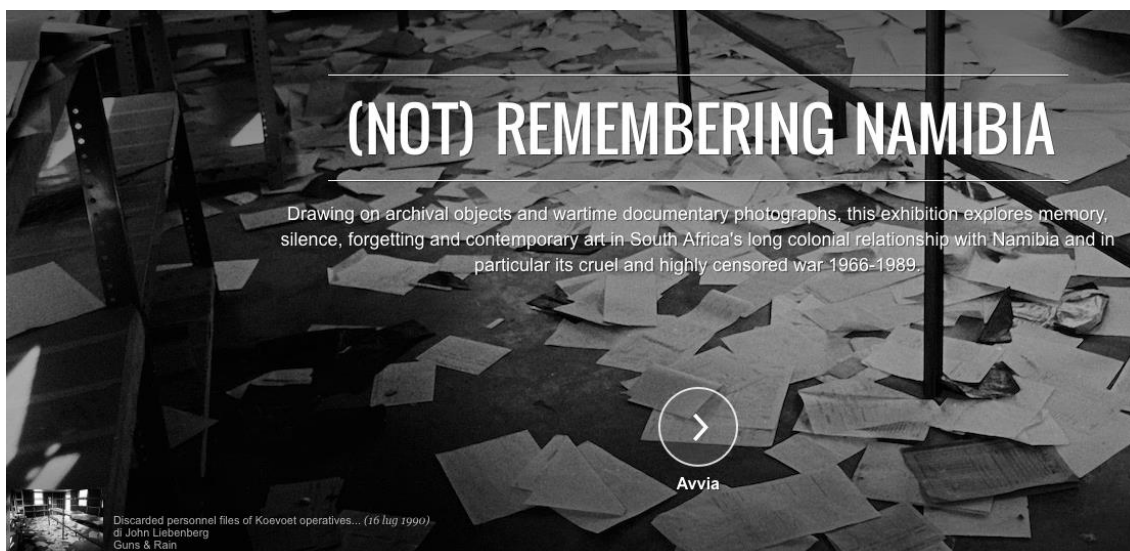 (NOT) REMEMBERING NAMIBIA
Drawing on archival objects and wartime documentary photographs, this exhibition explores memory,
silence, forgetting and contemporary art in South Africa's long colonial relationship with Namibia and in
particular its cruel and highly censored war 1966-1989.
Avvia
Discarded personnel files of Koevoet operatives... (16 lug 1990)
di John Liebenberg
Guns & Rain